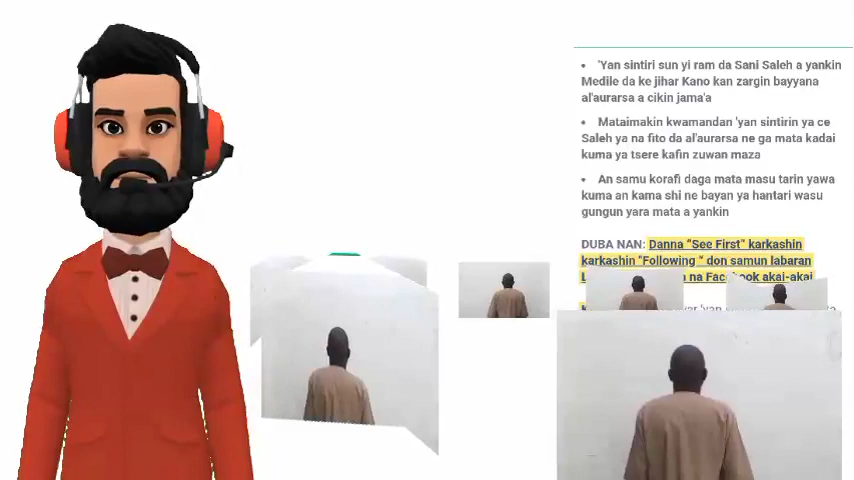 'Yan sintiri sun yi ram da Sani Saleh a yankin
Medile da ke jihar Kano kan zargin bayyana
al'aurarsa a cikin jama'a
Mataimakin kwamandan 'yan sintirin ya ce
Saleh ya na fito da al'aurarsa ne ga mata kadai
kuma ya tsere kafin zuwan maza
An samu korafi daga mata masu tarin yawa
kuma an kama shi ne bayan ya hantari wasu
gungun yara mata a yankin
DUBA NAN: Danna “See First” karkashin
karkashin “Following ” don samun labaran
na Facebook akai-akai
'yan